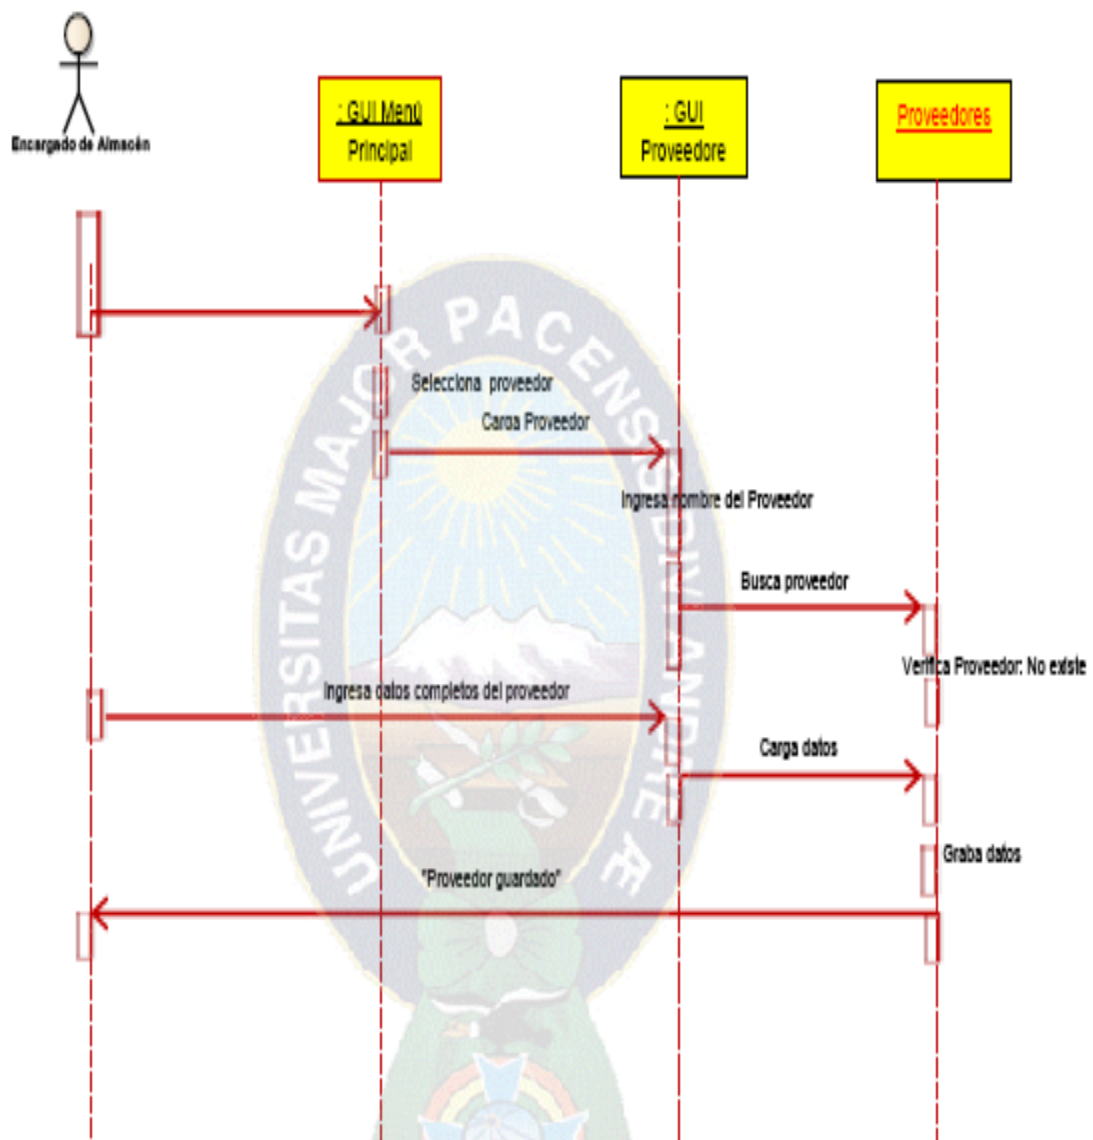 Encargado de Almacén
: GUI Menú
Principal
: GUI
Proveedore
Proveedores
Selecciona proveedor
Carga Proveedor
Ingresa nombre del Proveedor
Busca proveedor
Verifica Proveedor: No existe
Ingresa datos completos del proveedor
Carga datos
Graba datos
"Proveedor guardado"
UNIVERSITAS MAJOR PACENSIS DIVI ANDREÆ